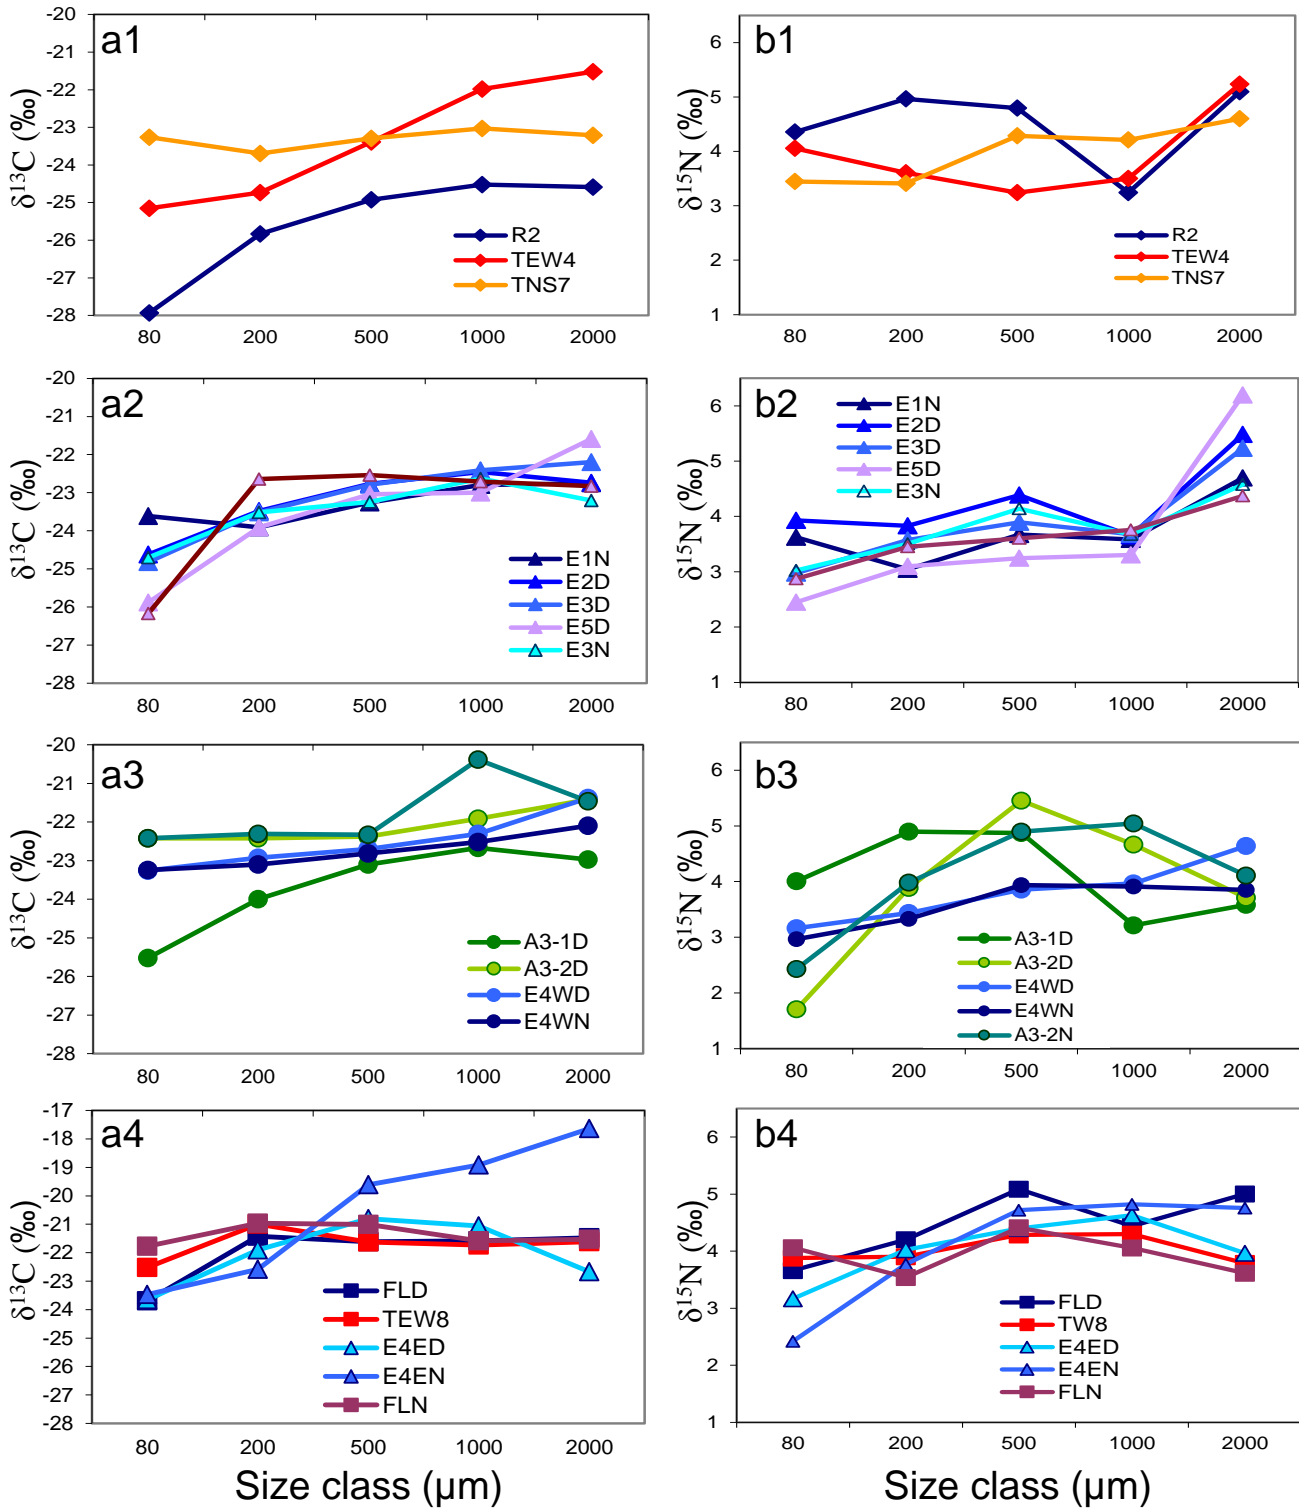 a1
δ13C (‰)
-20
-21
-22
-23
-24
-25
-26
-27
-28
80 200 500 1000 2000
R2
TEW4
TNS7
b1
δ15N (‰)
6
5
4
3
2
1
80 200 500 1000 2000
R2
TEW4
TNS7
a2
δ13C (‰)
-20
-21
-22
-23
-24
-25
-26
-27
-28
80 200 500 1000 2000
E1N
E2D
E3D
E5D
E3N
b2
δ15N (‰)
6
5
4
3
2
1
80 200 500 1000 2000
E1N
E2D
E3D
E5D
E3N
a3
δ13C (‰)
-20
-21
-22
-23
-24
-25
-26
-27
-28
80 200 500 1000 2000
A3-1D
A3-2D
E4WD
E4WN
b3
δ15N (‰)
6
5
4
3
2
1
80 200 500 1000 2000
A3-1D
A3-2D
E4WD
E4WN
A3-2N
a4
δ13C (‰)
-17
-18
-19
-20
-21
-22
-23
-24
-25
-26
-27
-28
80 200 500 1000 2000
FLD
TEW8
E4ED
E4EN
FLN
Size class (µm)
b4
δ15N (‰)
6
5
4
3
2
1
80 200 500 1000 2000
FLD
TW8
E4ED
E4EN
FLN
Size class (µm)